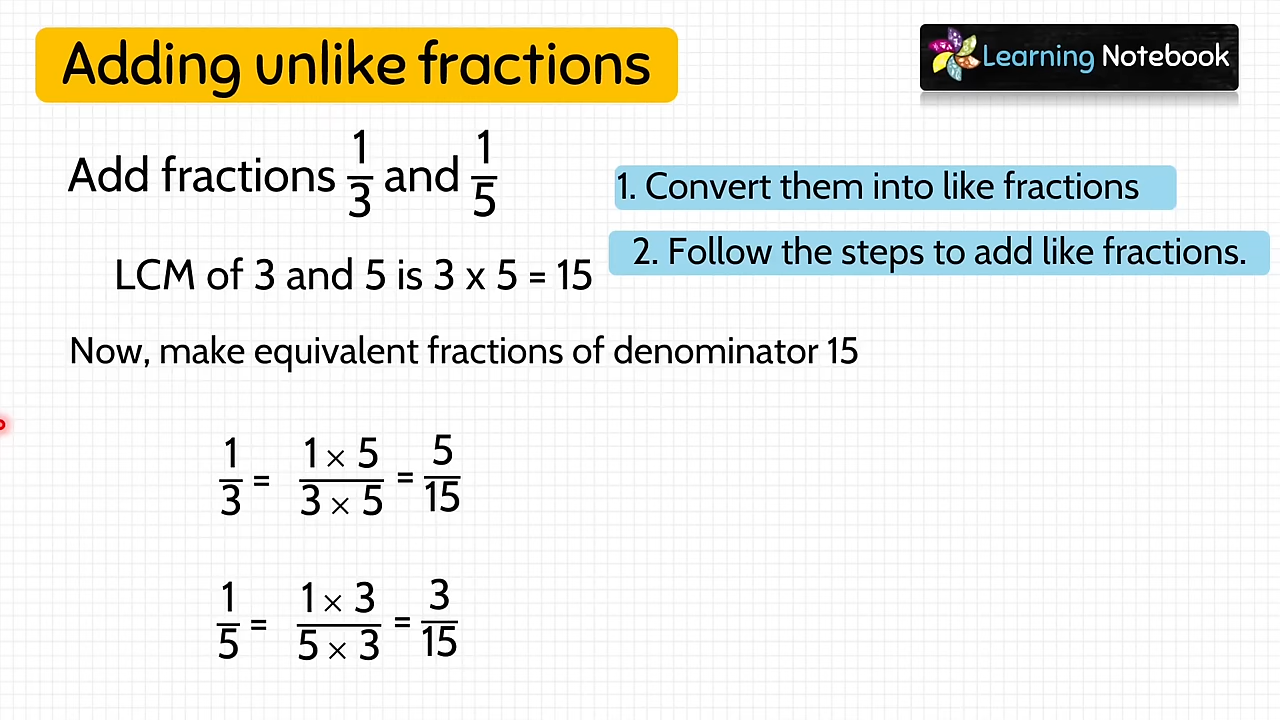 Adding unlike fractions
Learning Notebook
Add fractions 1/3 and 1/5
1. Convert them into like fractions
2. Follow the steps to add like fractions.
LCM of 3 and 5 is 3 x 5 = 15
Now, make equivalent fractions of denominator 15
1/3 = (1 × 5)/(3 × 5) = 5/15
1/5 = (1 × 3)/(5 × 3) = 3/15